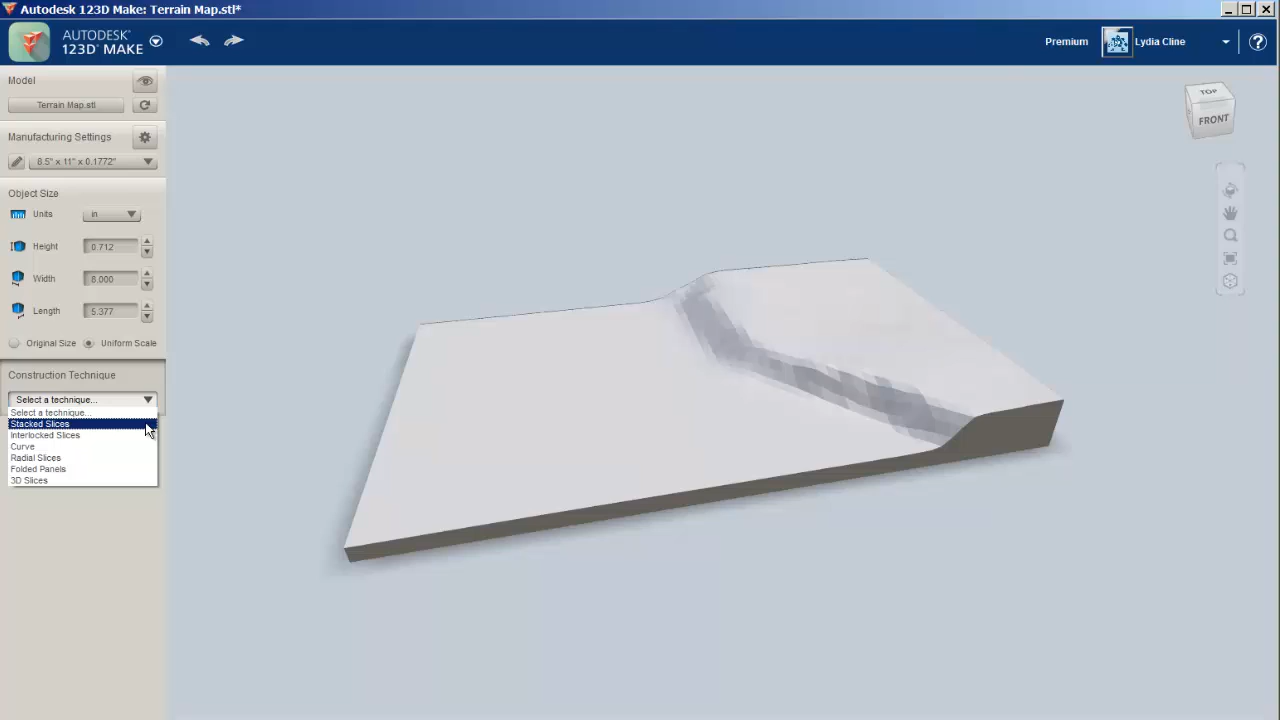 Autodesk 123D Make: Terrain Map.stl*
AUTODESK®
123D® MAKE
Premium
Lydia Cline
?
Model
Terrain Map.stl
Manufacturing Settings
8.5" x 11" x 0.1772"
Object Size
Units
in
Height
0.712
Width
8.000
Length
5.377
Original Size
Uniform Scale
Construction Technique
Select a technique...
Select a technique...
Stacked Slices
Interlocked Slices
Curve
Radial Slices
Folded Panels
3D Slices
TOP
FRONT